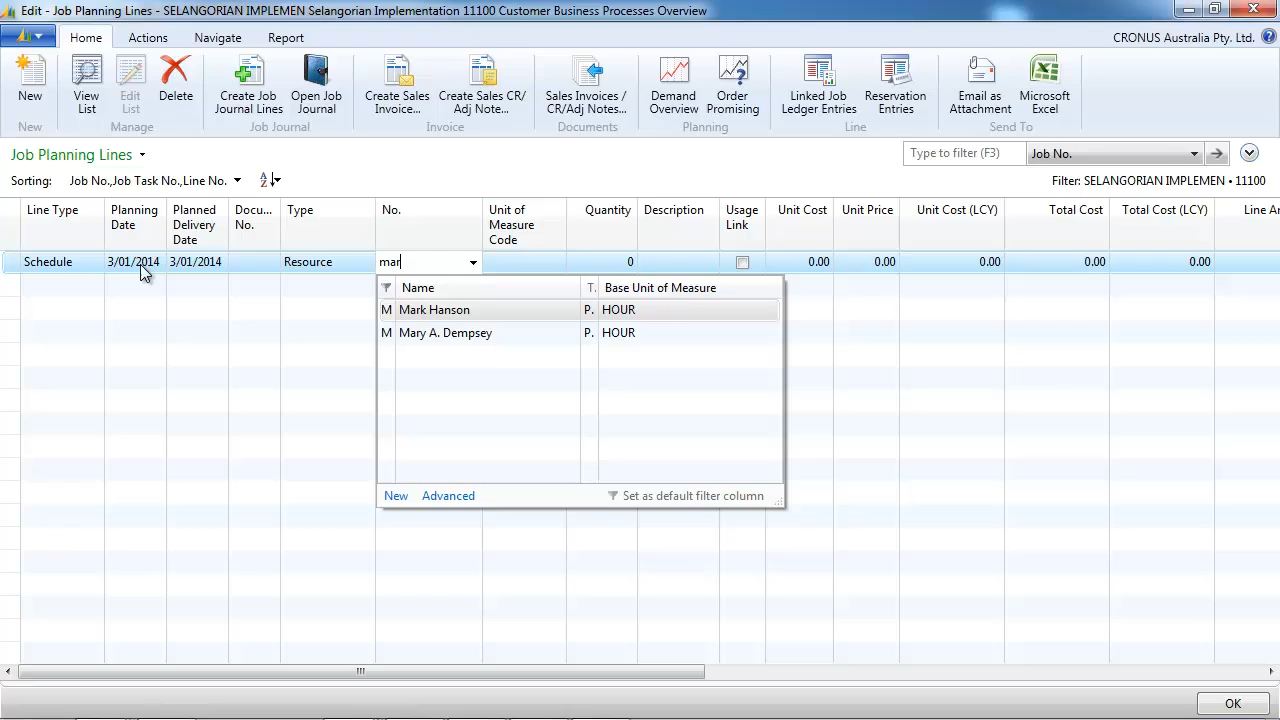 Edit - Job Planning Lines - SELANGORIAN IMPLEMEN Selangorian Implementation 11100 Customer Business Processes Overview
Home Actions Navigate Report CRONUS Australia Pty. Ltd.
New View List Edit List Delete Create Job Journal Lines Open Job Journal Create Sales Invoice... Create Sales CR/ Adj Note... Sales Invoices / CR/Adj Notes... Demand Overview Order Promising Linked Job Ledger Entries Reservation Entries Email as Attachment Microsoft Excel
New Manage Job Journal Invoice Documents Planning Line Send To
Job Planning Lines Type to filter (F3) Job No.
Sorting: Job No.,Job Task No.,Line No. A Z Filter: SELANGORIAN IMPLEMEN • 11100
Line Type Planning Date Planned Delivery Date Docu... No. Type No. Unit of Measure Code Quantity Description Usage Link Unit Cost Unit Price Unit Cost (LCY) Total Cost Total Cost (LCY) Line A
Schedule 3/01/2014 3/01/2014 Resource mar 0 0.00 0.00 0.00 0.00 0.00
Name T. Base Unit of Measure
M Mark Hanson P. HOUR
M Mary A. Dempsey P. HOUR
New Advanced Set as default filter column
OK